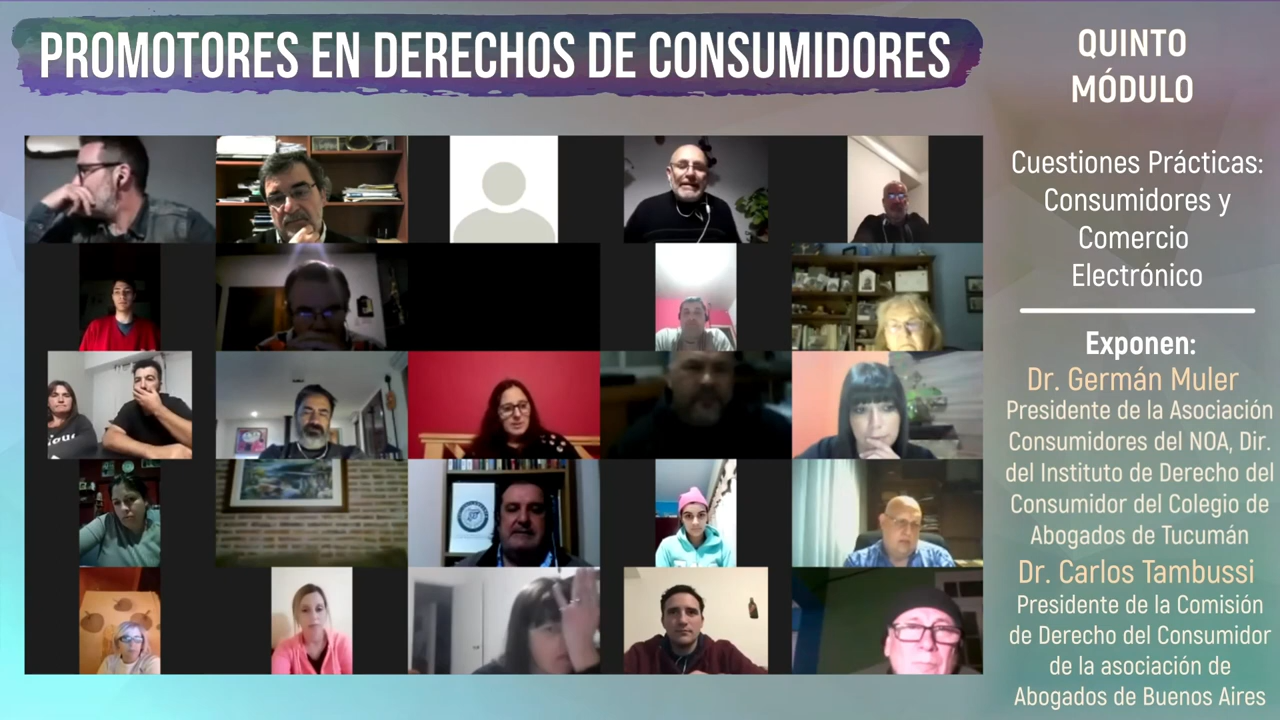 PROMOTORES EN DERECHOS DE CONSUMIDORES
QUINTO
MÓDULO
Cuestiones Prácticas:
Consumidores y
Comercio
Electrónico
Exponen:
Dr. Germán Muler
Presidente de la Asociación
Consumidores del NOA, Dir.
del Instituto de Derecho del
Consumidor del Colegio de
Abogados de Tucumán
Dr. Carlos Tambussi
Presidente de la Comisión
de Derecho del Consumidor
de la asociación de
Abogados de Buenos Aires